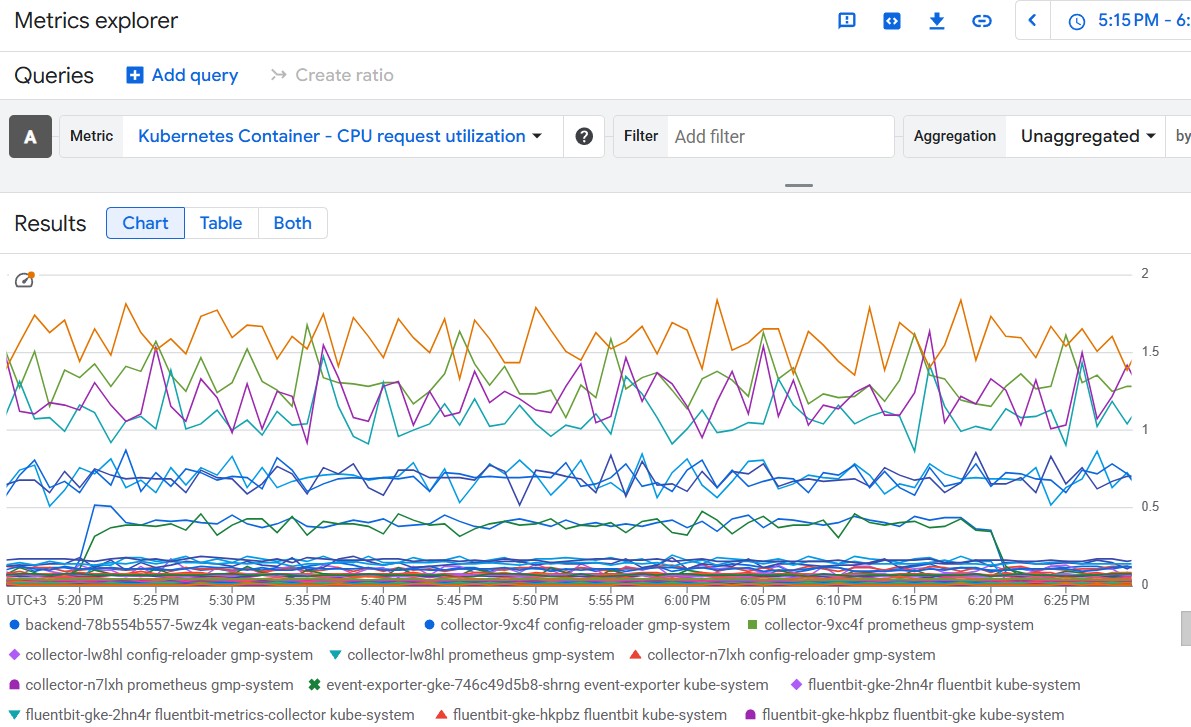 Metrics explorer
5:15 PM - 6:
Queries Add query Create ratio
A Metric Kubernetes Container - CPU request utilization ? Filter Add filter Aggregation Unaggregated by
Results Chart Table Both
2
1.5
1
0.5
0
UTC+3 5:20 PM 5:25 PM 5:30 PM 5:35 PM 5:40 PM 5:45 PM 5:50 PM 5:55 PM 6:00 PM 6:05 PM 6:10 PM 6:15 PM 6:20 PM 6:25 PM
backend-78b554b557-5wz4k vegan-eats-backend default collector-9xc4f config-reloader gmp-system collector-9xc4f prometheus gmp-system
collector-lw8hl config-reloader gmp-system collector-lw8hl prometheus gmp-system collector-n7lxh config-reloader gmp-system
collector-n7lxh prometheus gmp-system event-exporter-gke-746c49d5b8-shrng event-exporter kube-system fluentbit-gke-2hn4r fluentbit kube-system
fluentbit-gke-2hn4r fluentbit-metrics-collector kube-system fluentbit-gke-hkpbz fluentbit kube-system fluentbit-gke-hkpbz fluentbit-gke kube-system